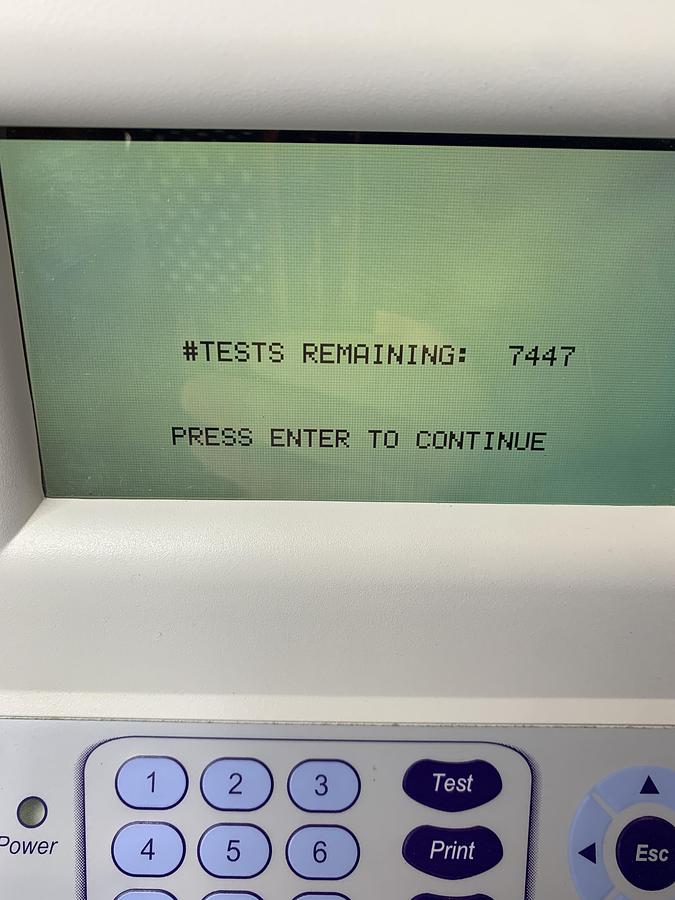 #TESTS REMAINING: 7447
PRESS ENTER TO CONTINUE
1 2 3 Test
Power 4 5 6 Print Esc